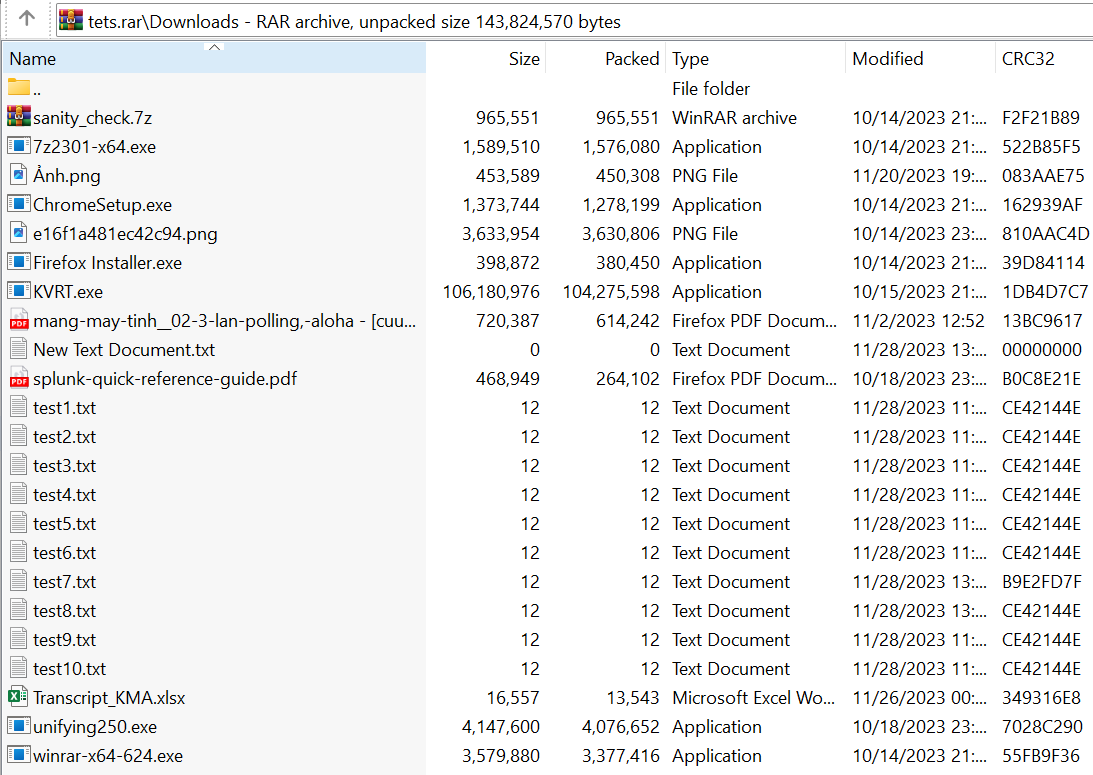 tets.rar\Downloads - RAR archive, unpacked size 143,824,570 bytes
Name Size Packed Type Modified CRC32
.. File folder
sanity_check.7z 965,551 965,551 WinRAR archive 10/14/2023 21:... F2F21B89
7z2301-x64.exe 1,589,510 1,576,080 Application 10/14/2023 21:... 522B85F5
Ảnh.png 453,589 450,308 PNG File 11/20/2023 19:... 083AAE75
ChromeSetup.exe 1,373,744 1,278,199 Application 10/14/2023 21:... 162939AF
e16f1a481ec42c94.png 3,633,954 3,630,806 PNG File 10/14/2023 23:... 810AAC4D
Firefox Installer.exe 398,872 380,450 Application 10/14/2023 21:... 39D84114
KVRT.exe 106,180,976 104,275,598 Application 10/15/2023 21:... 1DB4D7C7
mang-may-tinh__02-3-lan-polling,-aloha - [cuu... 720,387 614,242 Firefox PDF Docum... 11/2/2023 12:52 13BC9617
New Text Document.txt 0 0 Text Document 11/28/2023 13:... 00000000
splunk-quick-reference-guide.pdf 468,949 264,102 Firefox PDF Docum... 10/18/2023 23:... B0C8E21E
test1.txt 12 12 Text Document 11/28/2023 11:... CE42144E
test2.txt 12 12 Text Document 11/28/2023 11:... CE42144E
test3.txt 12 12 Text Document 11/28/2023 11:... CE42144E
test4.txt 12 12 Text Document 11/28/2023 11:... CE42144E
test5.txt 12 12 Text Document 11/28/2023 11:... CE42144E
test6.txt 12 12 Text Document 11/28/2023 11:... CE42144E
test7.txt 12 12 Text Document 11/28/2023 13:... B9E2FD7F
test8.txt 12 12 Text Document 11/28/2023 13:... CE42144E
test9.txt 12 12 Text Document 11/28/2023 11:... CE42144E
test10.txt 12 12 Text Document 11/28/2023 11:... CE42144E
Transcript_KMA.xlsx 16,557 13,543 Microsoft Excel Wo... 11/26/2023 00:... 349316E8
unifying250.exe 4,147,600 4,076,652 Application 10/18/2023 23:... 7028C290
winrar-x64-624.exe 3,579,880 3,377,416 Application 10/14/2023 21:... 55FB9F36